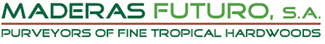 MADERAS FUTURO, S.A.
PURVEYORS OF FINE TROPICAL HARDWOODS